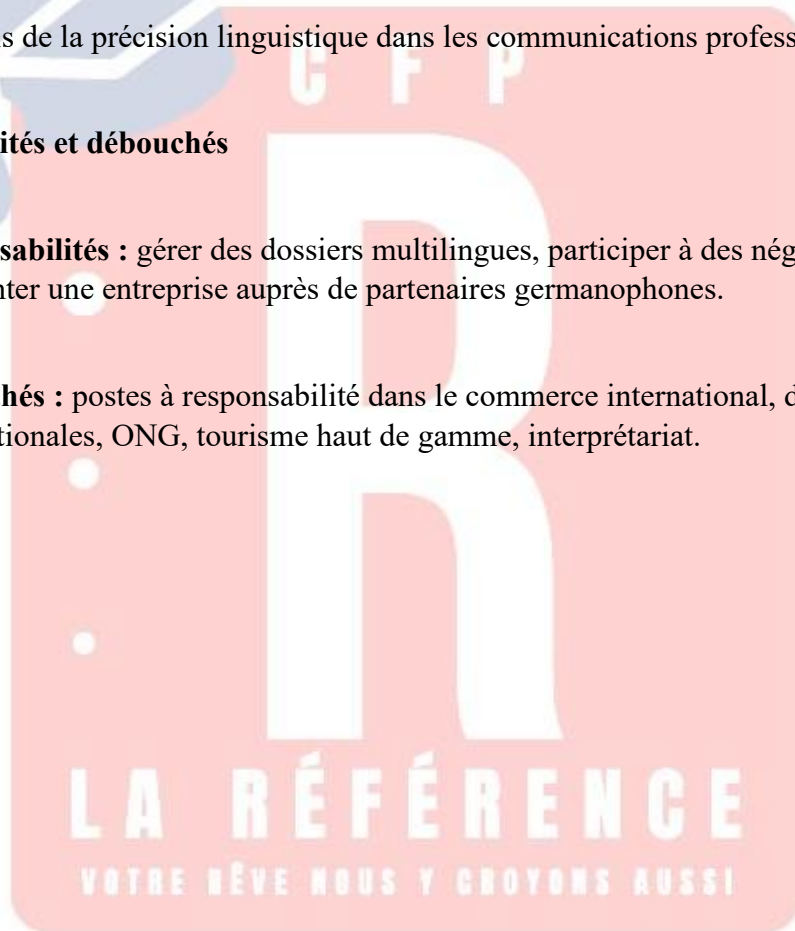 s de la précision linguistique dans les communications profess
C F P
ités et débouchés
sabilités : gérer des dossiers multilingues, participer à des nég
nter une entreprise auprès de partenaires germanophones.
hés : postes à responsabilité dans le commerce international, d
tionales, ONG, tourisme haut de gamme, interprétariat.
R
LA RÉFÉRENCE
VOTRE RÊVE NOUS Y CROYONS AUSSI